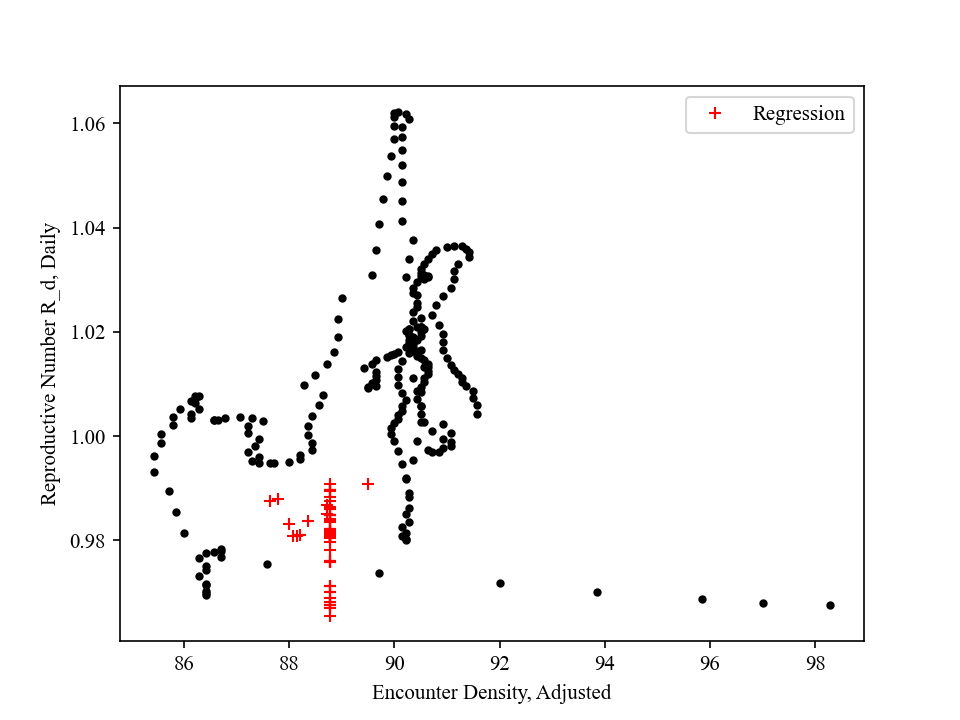 Regression
1.06
1.04
1.02
1.00
0.98
Reproductive Number R_d, Daily
86 88 90 92 94 96 98
Encounter Density, Adjusted